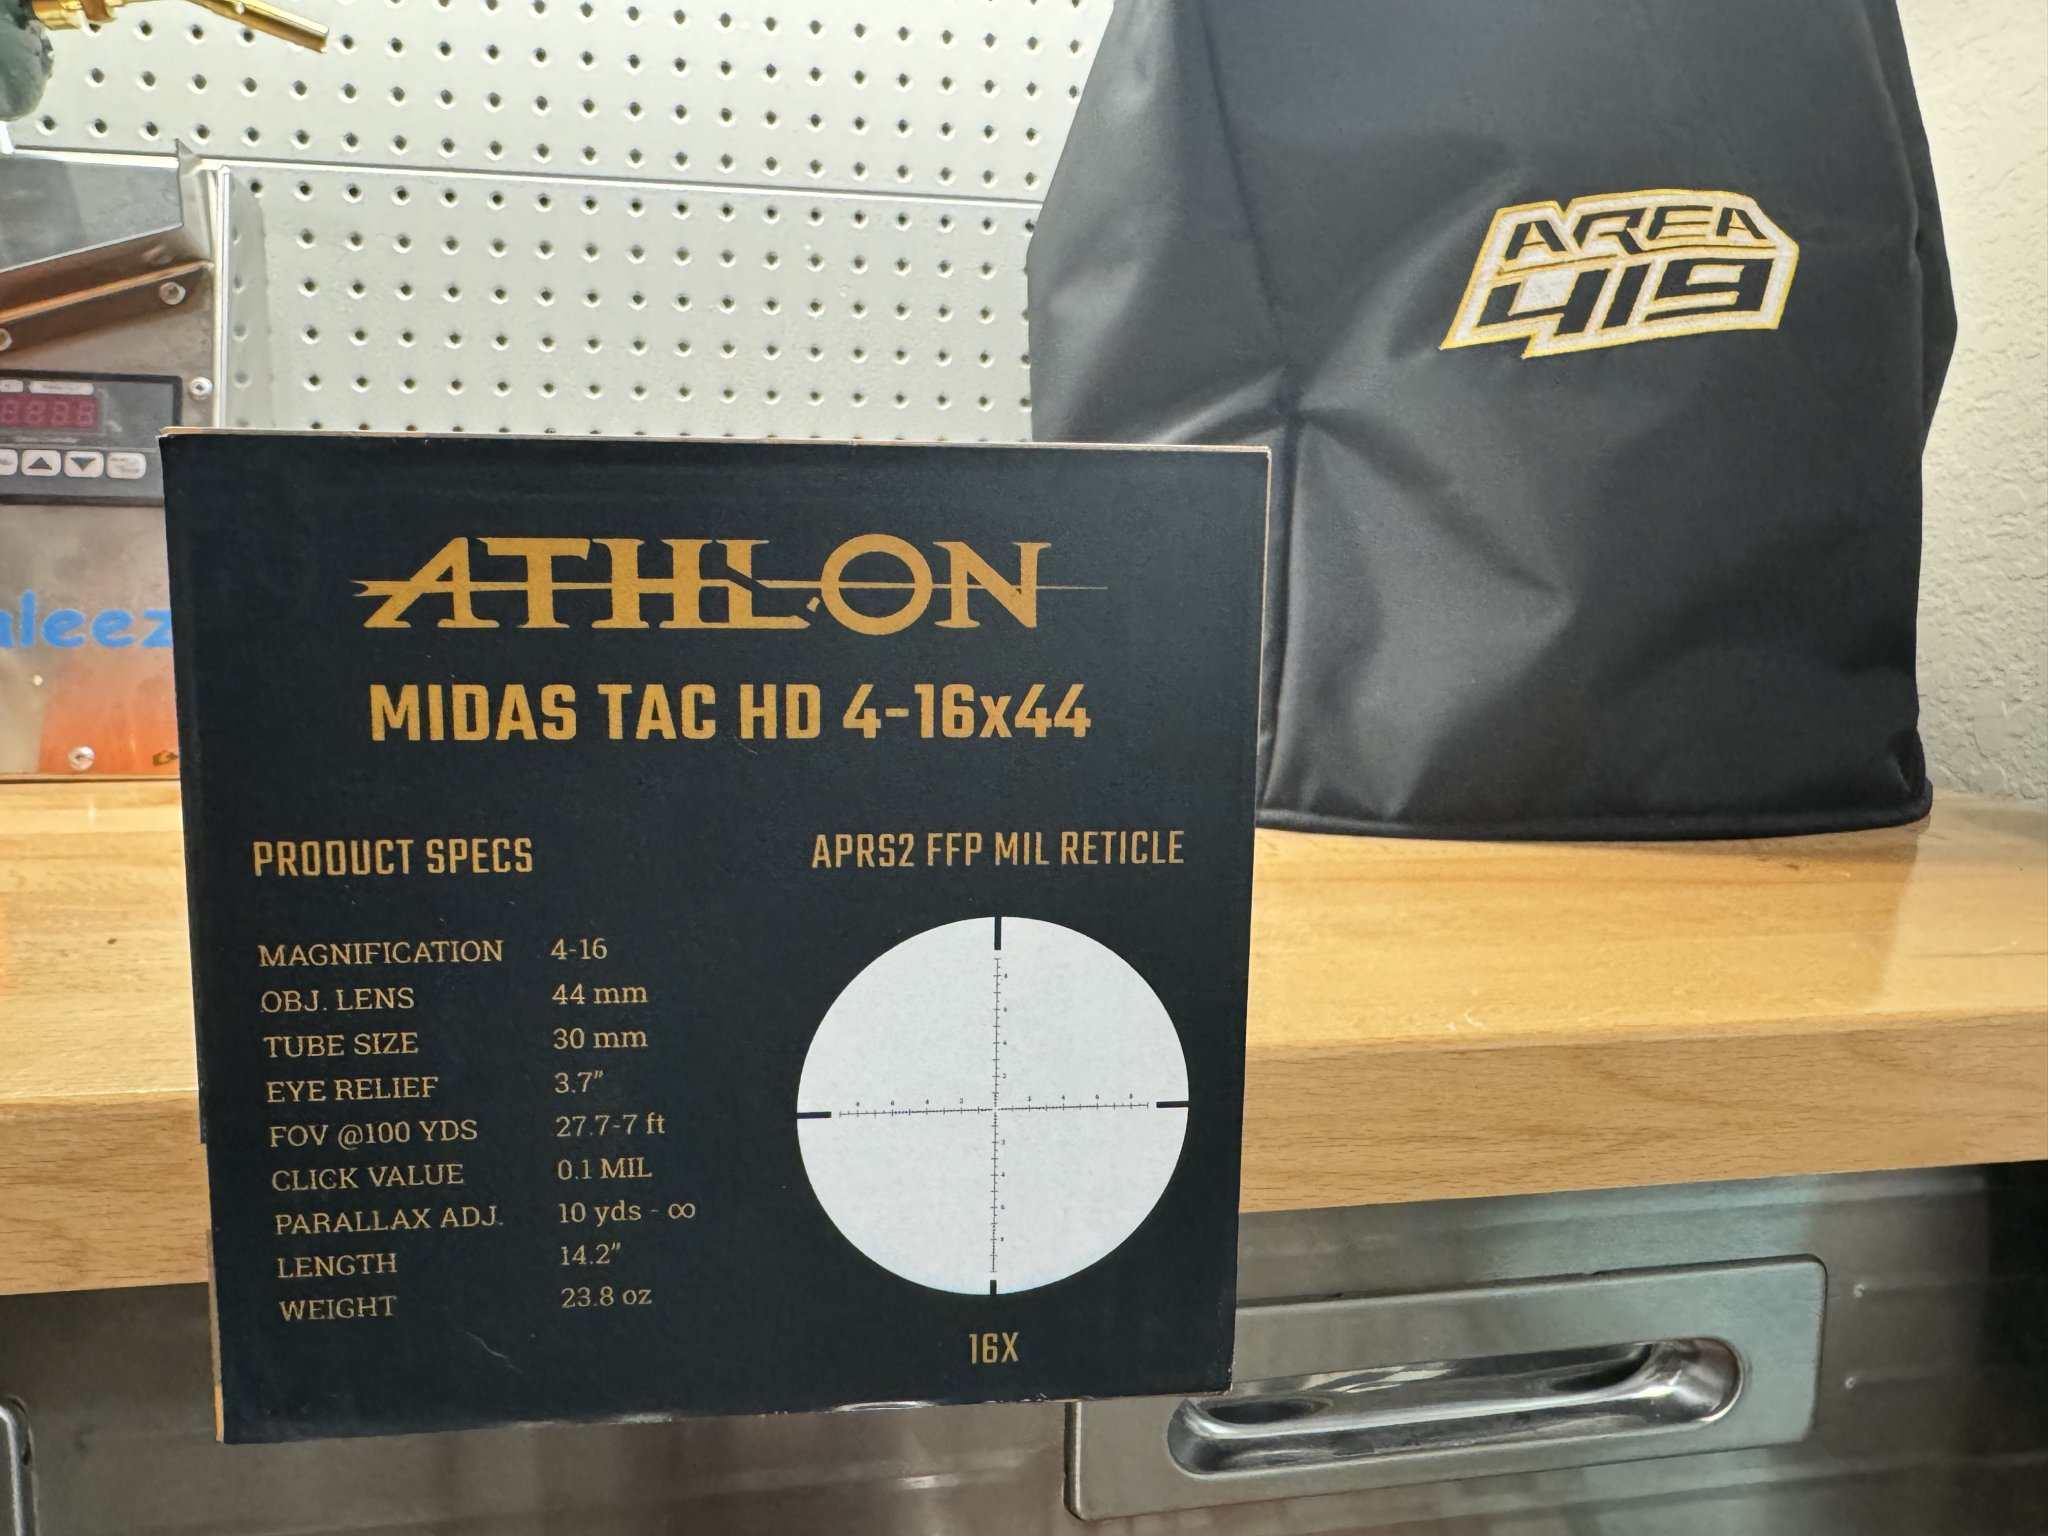 AREA
419
ATHLON
MIDAS TAC HD 4-16x44
PRODUCT SPECS
MAGNIFICATION 4-16
OBJ. LENS 44 mm
TUBE SIZE 30 mm
EYE RELIEF 3.7"
FOV @100 YDS 27.7-7 ft
CLICK VALUE 0.1 MIL
PARALLAX ADJ. 10 yds - ∞
LENGTH 14.2"
WEIGHT 23.8 oz
APRS2 FFP MIL RETICLE
16X